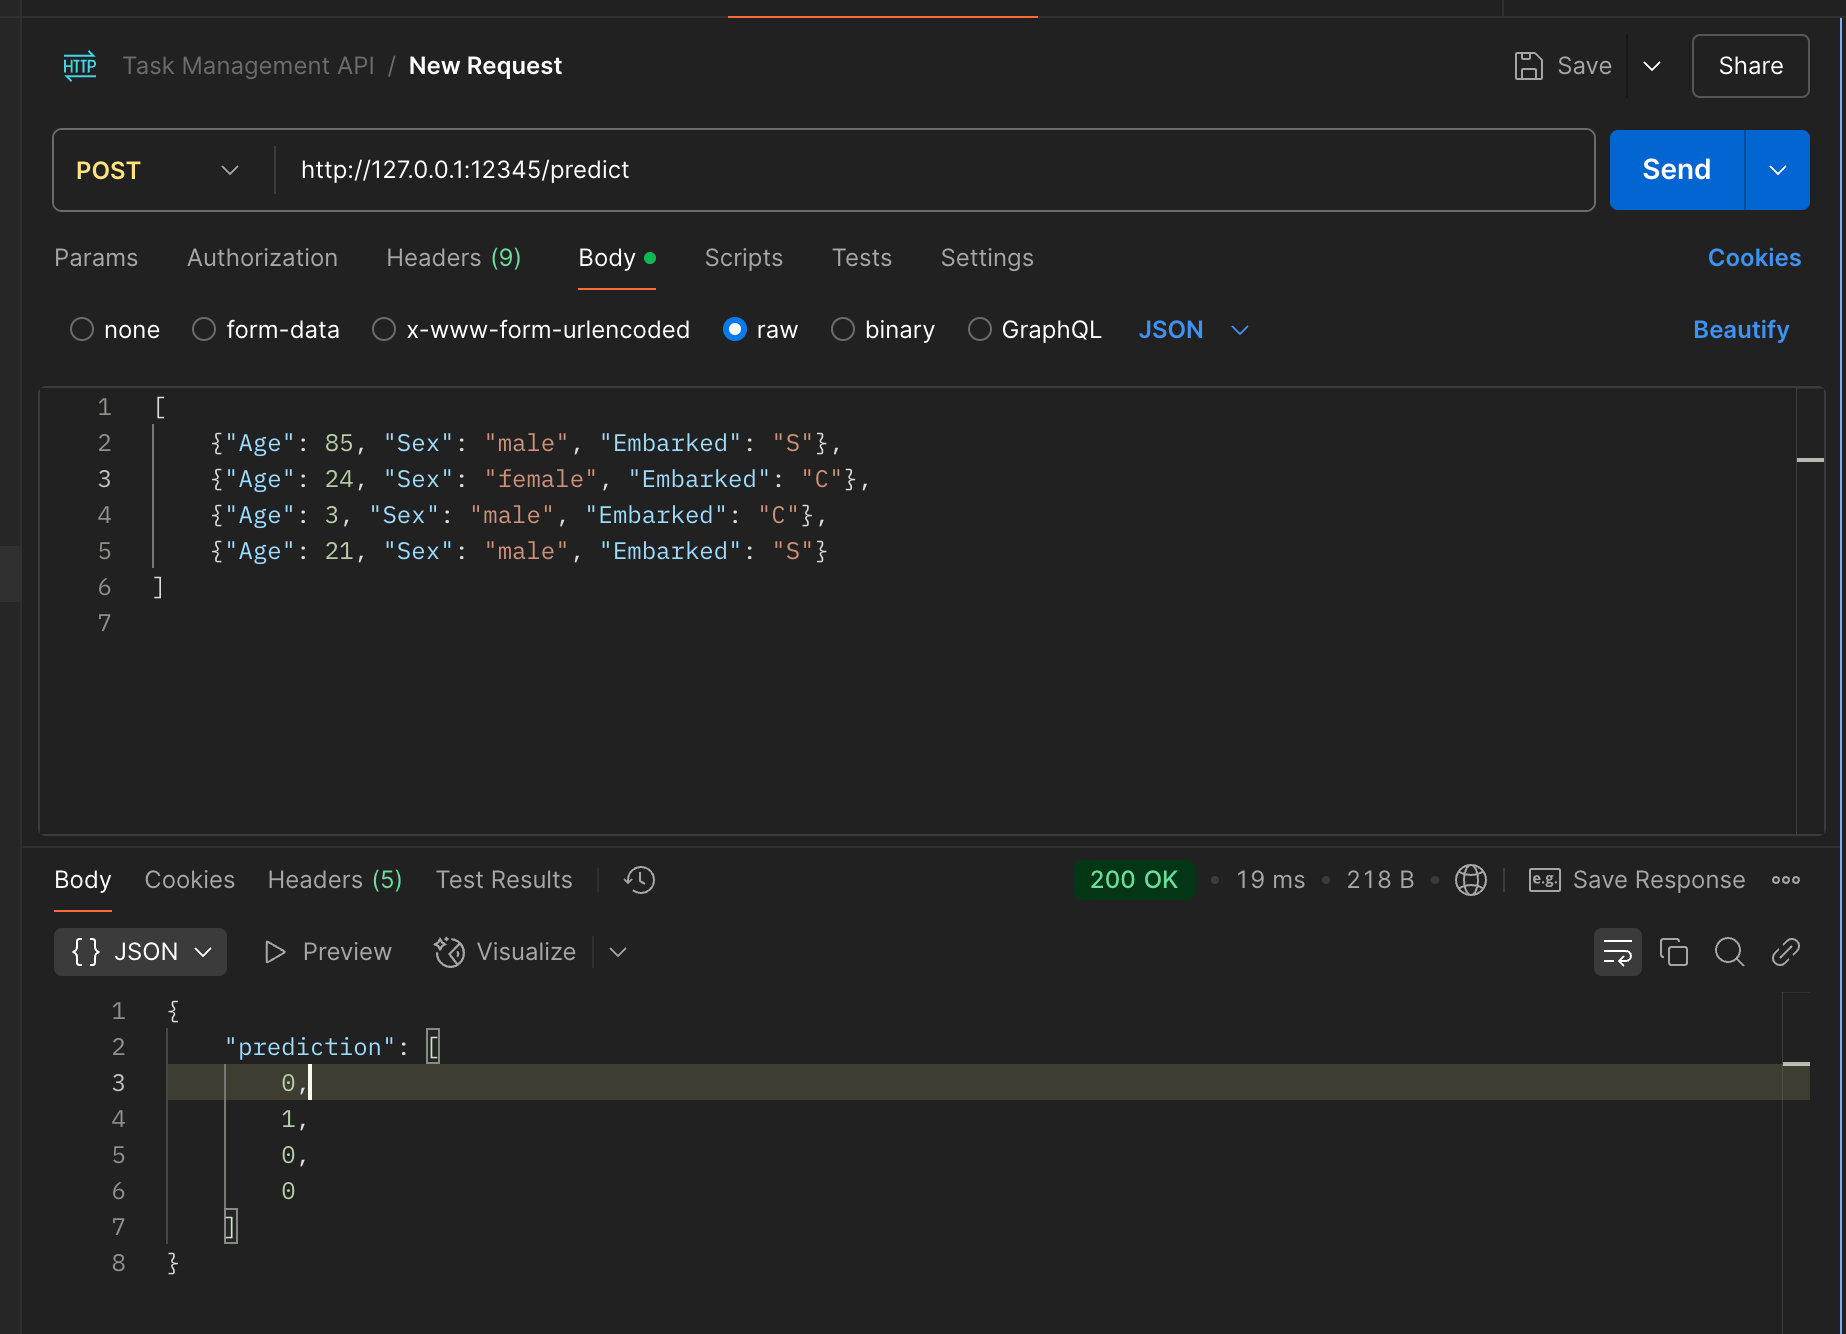 HTTP Task Management API / New Request Save Share
POST http://127.0.0.1:12345/predict Send
Params Authorization Headers (9) Body Scripts Tests Settings Cookies
none form-data x-www-form-urlencoded raw binary GraphQL JSON Beautify
1 [
2 {"Age": 85, "Sex": "male", "Embarked": "S"},
3 {"Age": 24, "Sex": "female", "Embarked": "C"},
4 {"Age": 3, "Sex": "male", "Embarked": "C"},
5 {"Age": 21, "Sex": "male", "Embarked": "S"}
6 ]
7
Body Cookies Headers (5) Test Results 200 OK • 19 ms • 218 B • e.g. Save Response
{} JSON Preview Visualize
1 {
2 "prediction": [
3 0,
4 1,
5 0,
6 0
7 ]
8 }